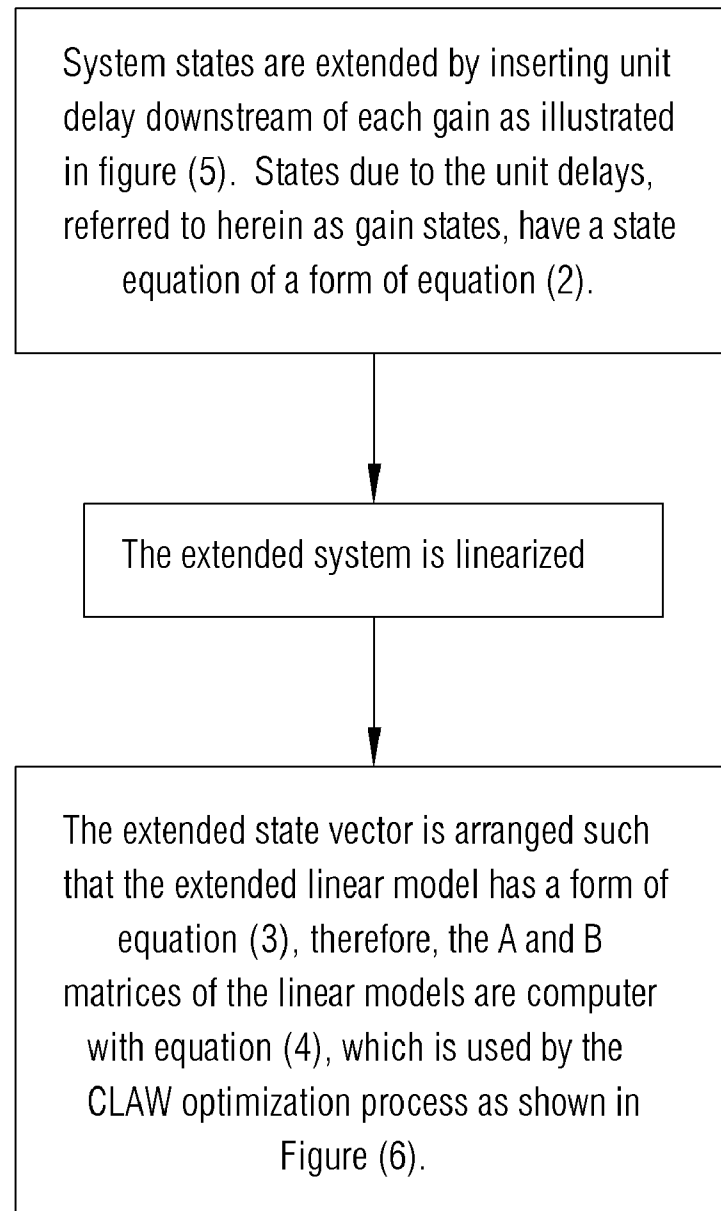 System states are extended by inserting unit
delay downstream of each gain as illustrated
in figure (5). States due to the unit delays,
referred to herein as gain states, have a state
equation of a form of equation (2).
The extended system is linearized
The extended state vector is arranged such
that the extended linear model has a form of
equation (3), therefore, the A and B
matrices of the linear models are computer
with equation (4), which is used by the
CLAW optimization process as shown in
Figure (6).